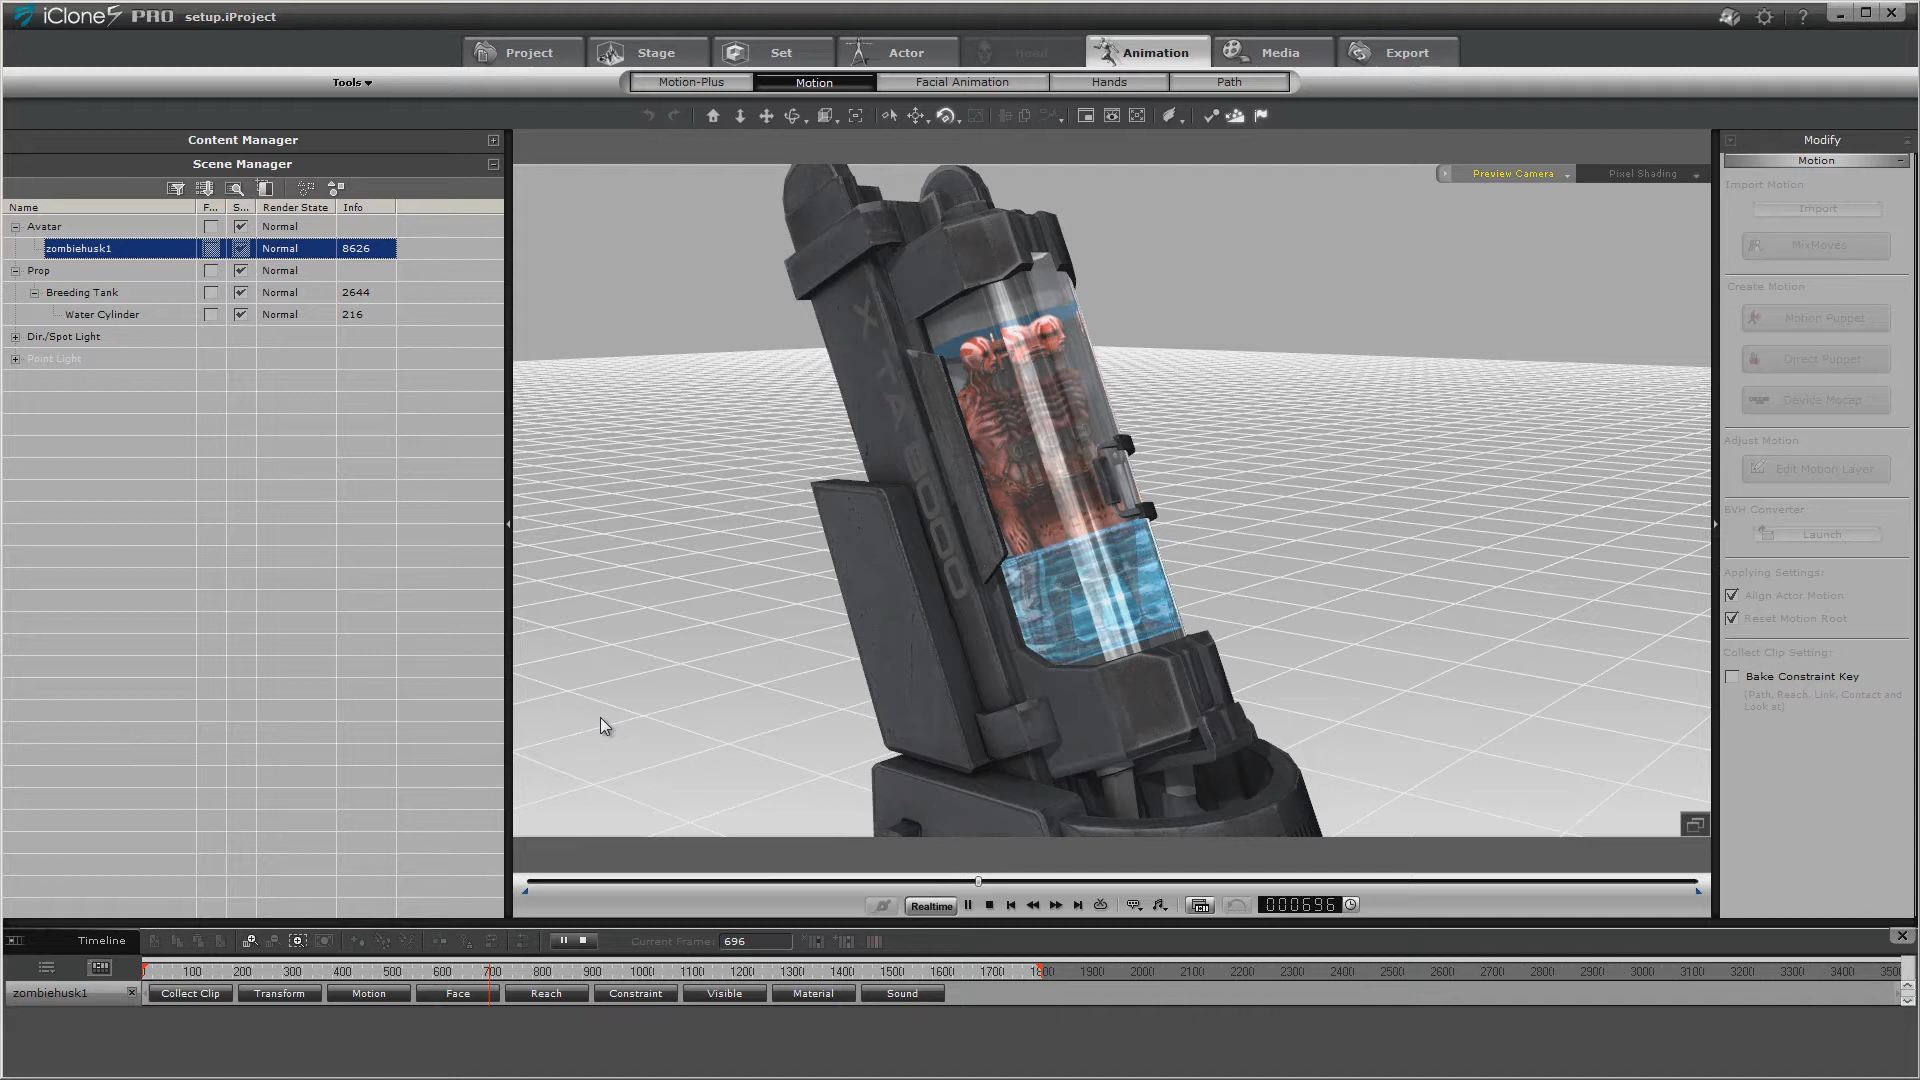 iClone5 PRO setup.iProject
Project Stage Set Actor Head Animation Media Export
Tools Motion-Plus Motion Facial Animation Hands Path
Content Manager
Scene Manager
Name F... S... Render State Info
Avatar Normal
zombiehusk1 Normal 8626
Prop Normal
Breeding Tank Normal 2644
Water Cylinder Normal 216
Dir./Spot Light
Point Light
Preview Camera Pixel Shading
X-TA 8000
Modify
Motion
Import Motion
Import
MixMoves
Create Motion
Motion Puppet
Direct Puppet
Device Mocap
Adjust Motion
Edit Motion Layer
BVH Converter
Launch
Applying Settings:
Align Actor Motion
Reset Motion Root
Collect Clip Setting:
Bake Constraint Key
(Path, Reach, Link, Contact and
Look at)
Realtime 000696
Timeline Current Frame: 696
100 200 300 400 500 600 700 800 900 1000 1100 1200 1300 1400 1500 1600 1700 1800 1900 2000 2100 2200 2300 2400 2500 2600 2700 2800 2900 3000 3100 3200 3300 3400 3500
zombiehusk1 Collect Clip Transform Motion Face Reach Constraint Visible Material Sound